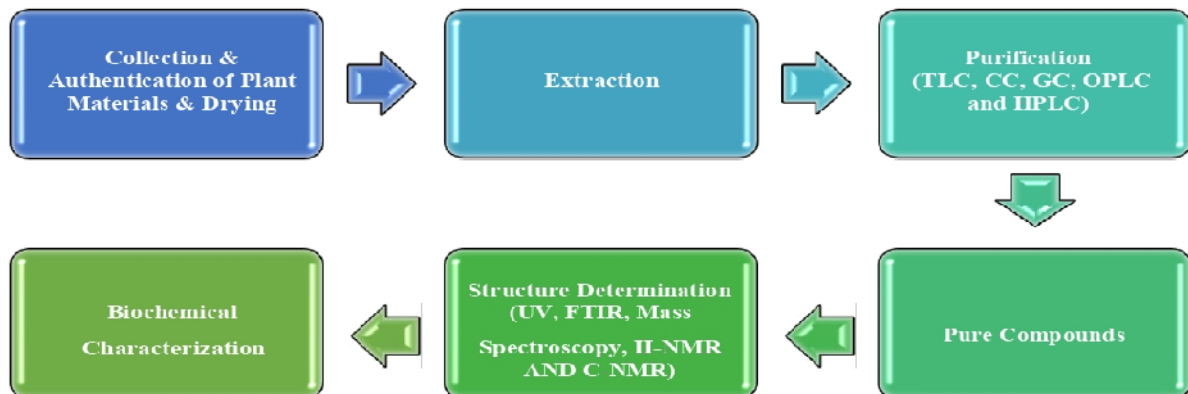 Collection &
Authentication of Plant
Materials & Drying
Extraction
Purification
(TLC, CC, GC, OPLC
and HPLC)
Pure Compounds
Structure Determination
(UV, FTIR, Mass
Spectroscopy, H-NMR
AND C NMR)
Biochemical
Characterization